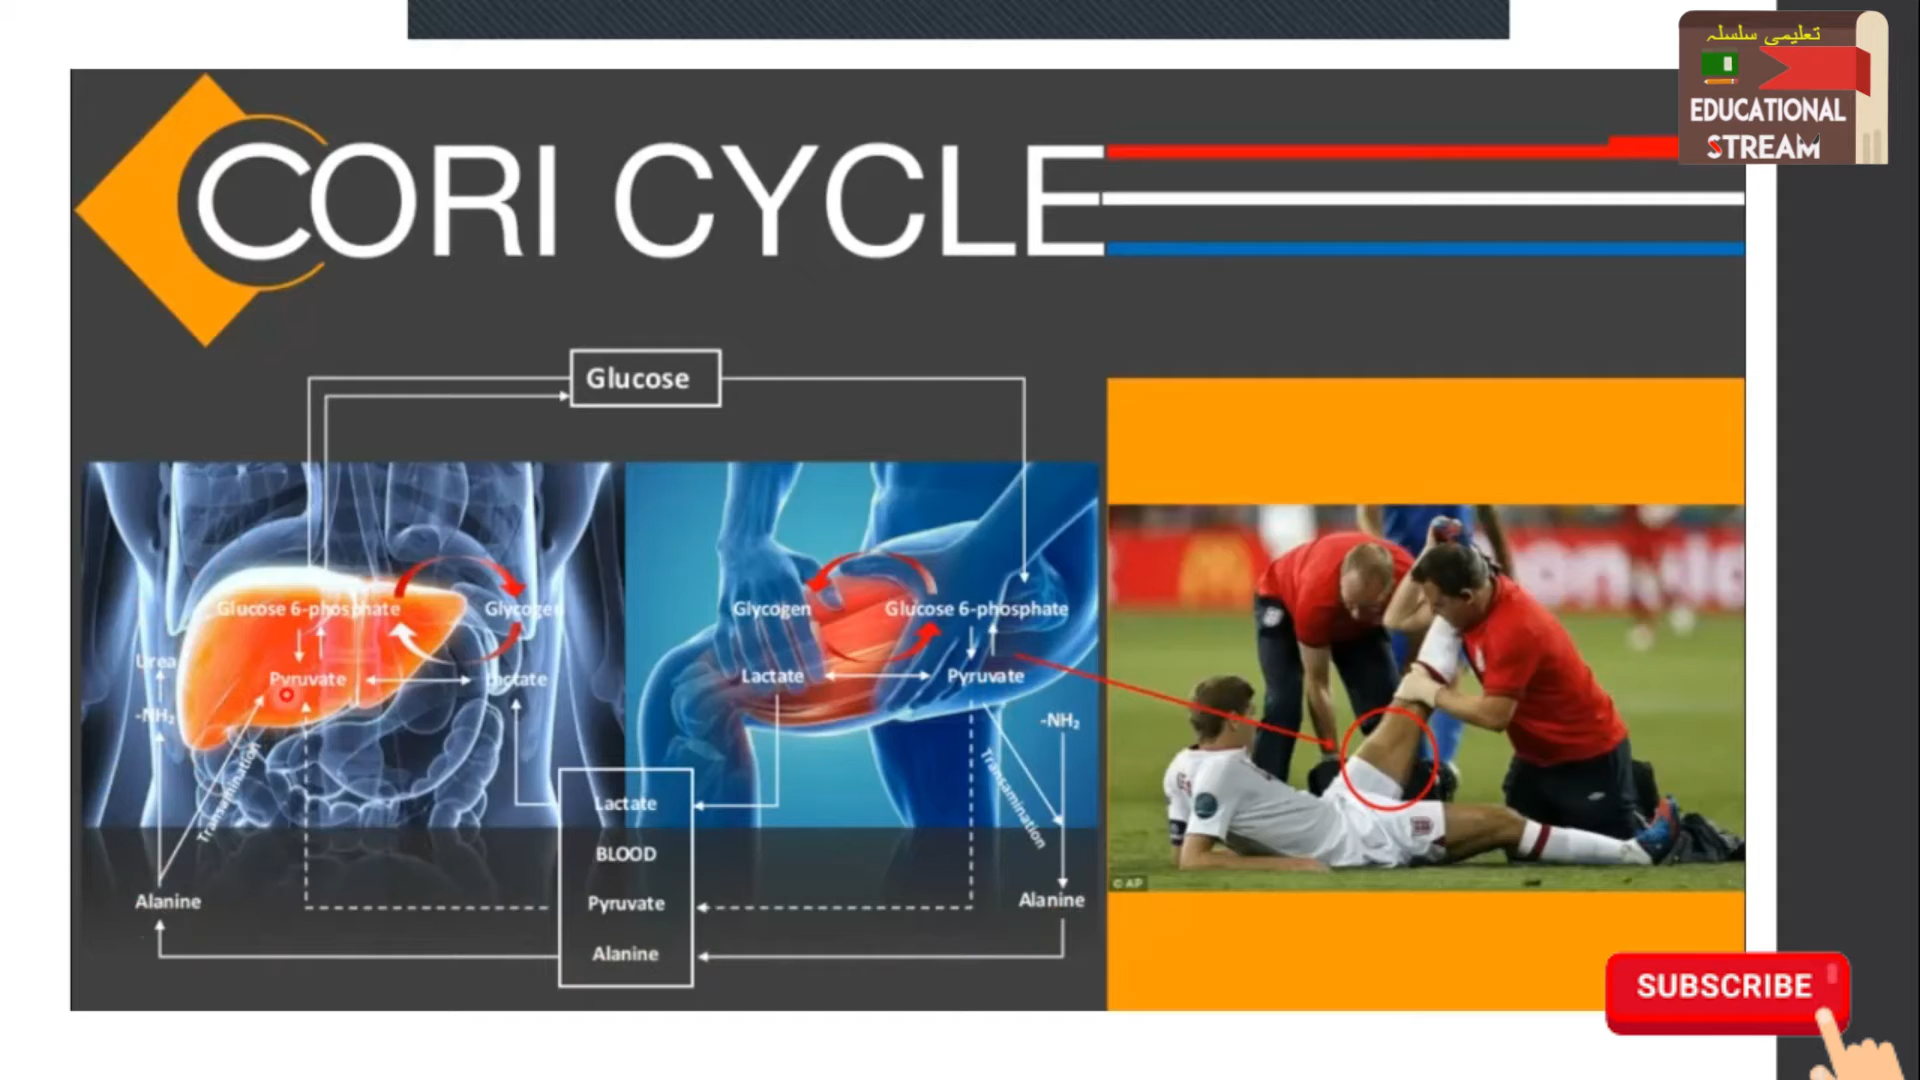 تعلیمی سلسلہ
EDUCATIONAL
STREAM
CORI CYCLE
Glucose
Glucose 6-phosphate
Glycogen
Urea
Pyruvate
Lactate
-NH₂
Transamination
Alanine
Glycogen
Glucose 6-phosphate
Lactate
Pyruvate
-NH₂
Transamination
Alanine
Lactate
BLOOD
Pyruvate
Alanine
© AP
SUBSCRIBE